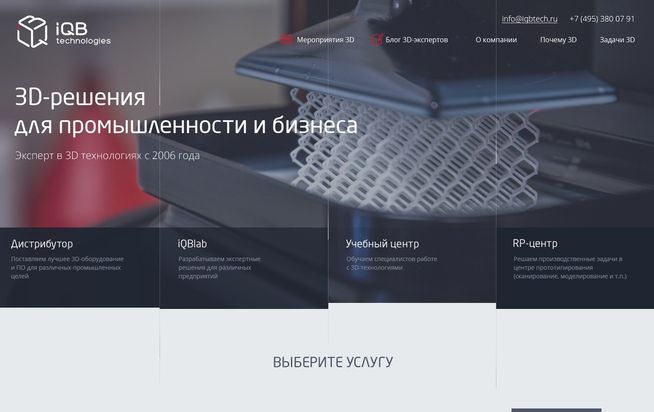 iQB
technologies
info@iqbtech.ru +7 (495) 380 07 91
Мероприятия 3D Блог 3D-экспертов О компании Почему 3D Задачи 3D
3D-решения
для промышленности и бизнеса
Эксперт в 3D технологиях с 2006 года
Дистрибутор
Поставляем лучшее 3D-оборудование
и ПО для различных промышленных
целей
iQBlab
Разрабатываем экспертные
решения для различных
предприятий
Учебный центр
Обучаем специалистов работе
с 3D-технологиями
RP-центр
Решаем производственные задачи в
центре прототипирования
(сканирование, моделирование и т.п.)
ВЫБЕРИТЕ УСЛУГУ